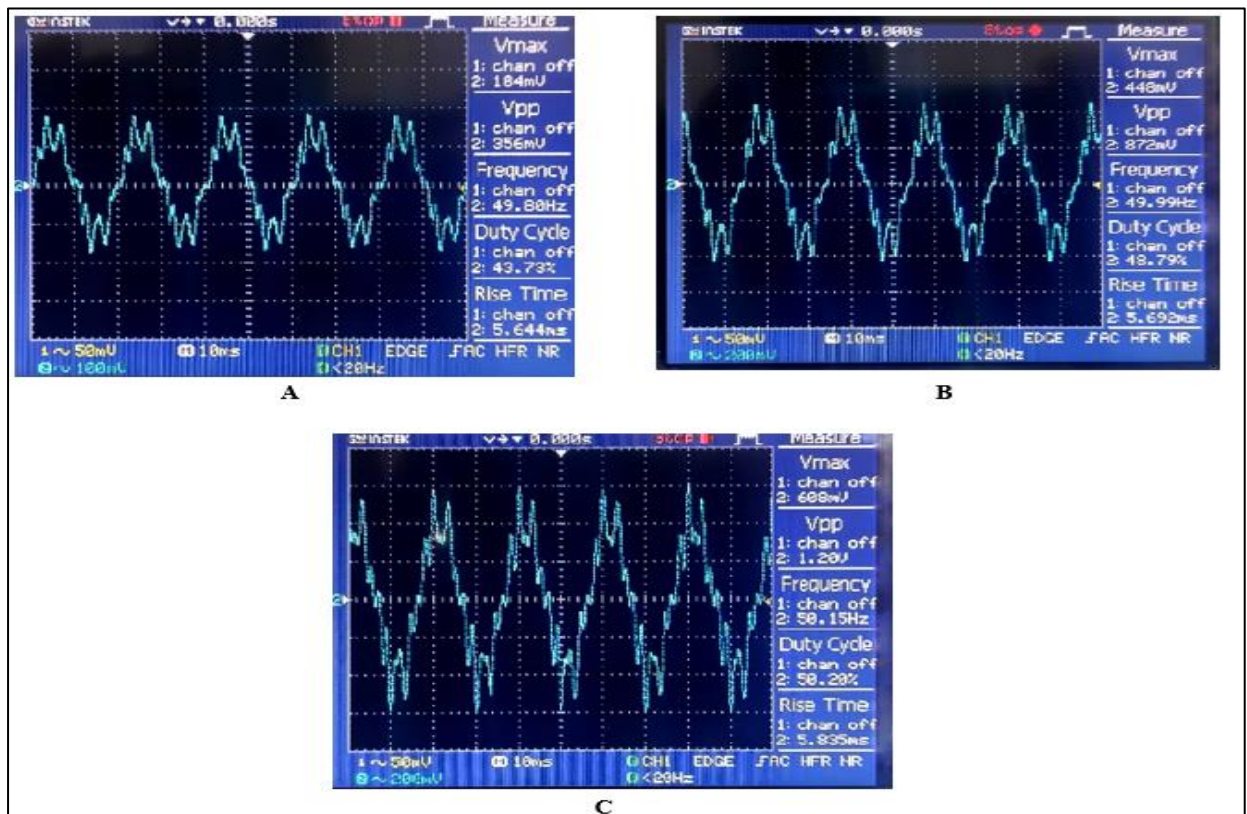 GW INSTEK 0.000s Stop Measure
Vmax
1: chan off
2: 184mV
Vpp
1: chan off
2: 356mV
Frequency
1: chan off
2: 49.80Hz
Duty Cycle
1: chan off
2: 43.73%
Rise Time
1: chan off
2: 5.644ms
2
1 ~ 50mV 10ms CH1 EDGE AC HFR NR
2 ~ 100mV <20Hz
A
GW INSTEK 0.000s Stop Measure
Vmax
1: chan off
2: 448mV
Vpp
1: chan off
2: 872mV
Frequency
1: chan off
2: 49.99Hz
Duty Cycle
1: chan off
2: 48.79%
Rise Time
1: chan off
2: 5.692ms
2
1 ~ 50mV 10ms CH1 EDGE AC HFR NR
2 ~ 200mV <20Hz
B
GW INSTEK 0.000s Stop Measure
Vmax
1: chan off
2: 608mV
Vpp
1: chan off
2: 1.20V
Frequency
1: chan off
2: 50.15Hz
Duty Cycle
1: chan off
2: 50.20%
Rise Time
1: chan off
2: 5.835ms
2
1 ~ 50mV 10ms CH1 EDGE AC HFR NR
2 ~ 200mV <20Hz
C